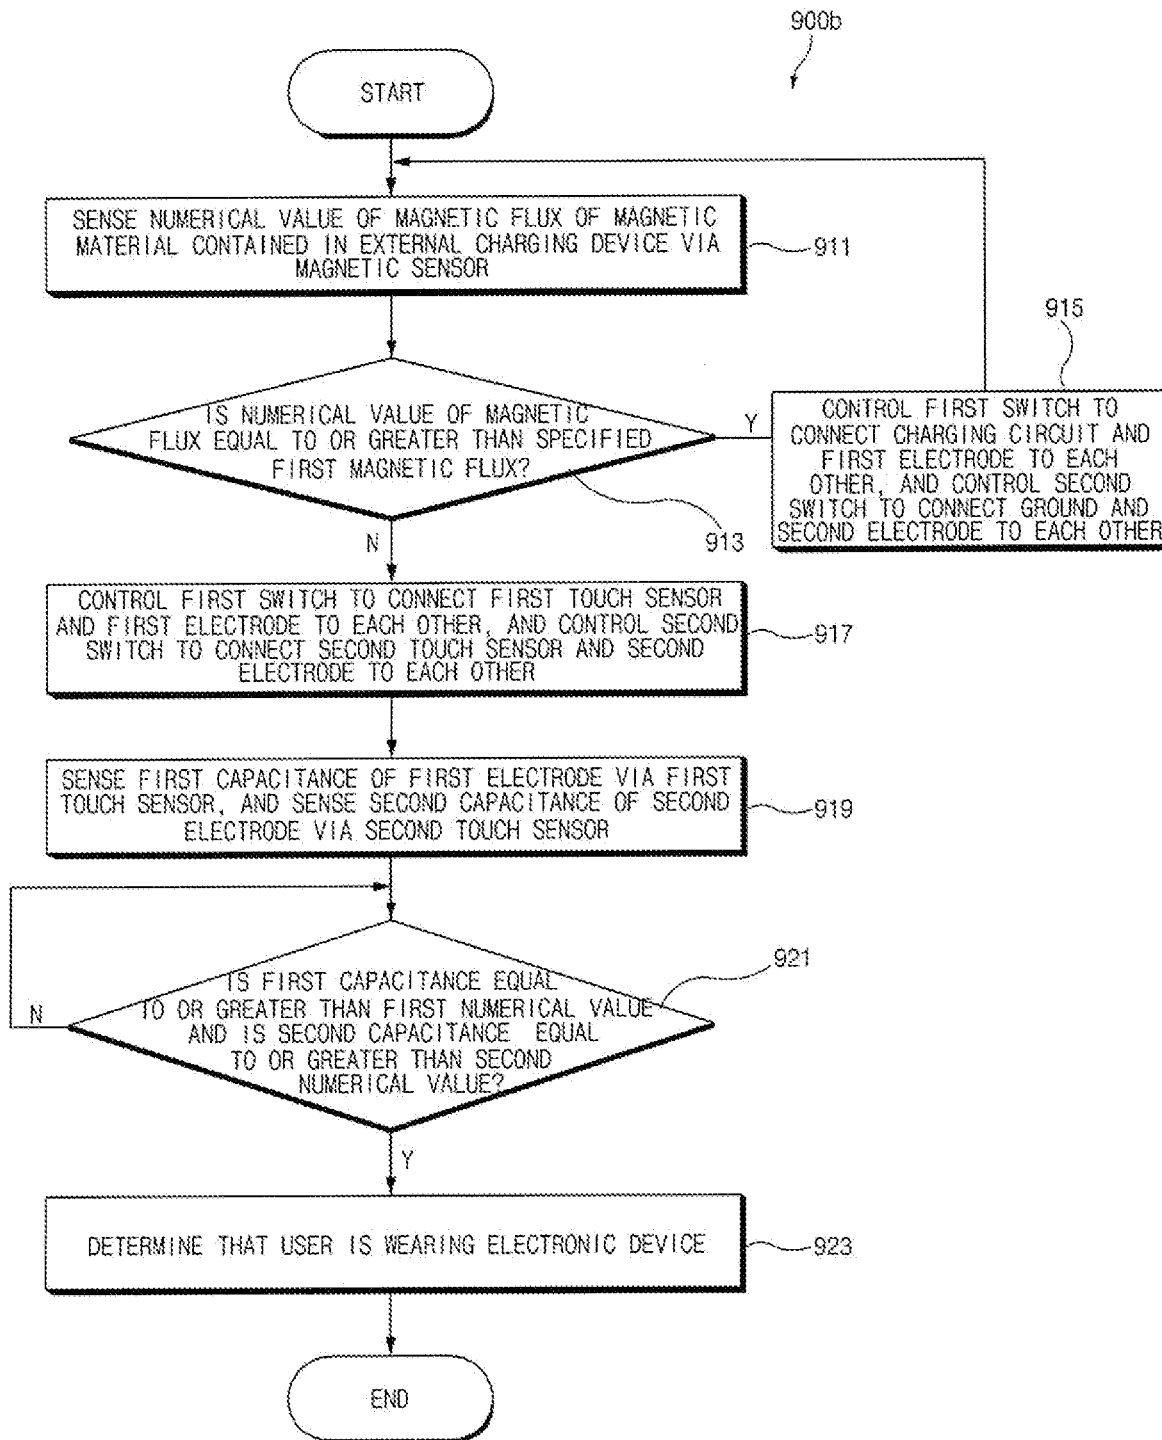 900b
START
SENSE NUMERICAL VALUE OF MAGNETIC FLUX OF MAGNETIC
MATERIAL CONTAINED IN EXTERNAL CHARGING DEVICE VIA
MAGNETIC SENSOR
911
915
IS NUMERICAL VALUE OF MAGNETIC
FLUX EQUAL TO OR GREATER THAN SPECIFIED
FIRST MAGNETIC FLUX?
913
Y
CONTROL FIRST SWITCH TO
CONNECT CHARGING CIRCUIT AND
FIRST ELECTRODE TO EACH
OTHER, AND CONTROL SECOND
SWITCH TO CONNECT GROUND AND
SECOND ELECTRODE TO EACH OTHER
N
CONTROL FIRST SWITCH TO CONNECT FIRST TOUCH SENSOR
AND FIRST ELECTRODE TO EACH OTHER, AND CONTROL SECOND
SWITCH TO CONNECT SECOND TOUCH SENSOR AND SECOND
ELECTRODE TO EACH OTHER
917
SENSE FIRST CAPACITANCE OF FIRST ELECTRODE VIA FIRST
TOUCH SENSOR, AND SENSE SECOND CAPACITANCE OF SECOND
ELECTRODE VIA SECOND TOUCH SENSOR
919
IS FIRST CAPACITANCE EQUAL
TO OR GREATER THAN FIRST NUMERICAL VALUE
AND IS SECOND CAPACITANCE EQUAL
TO OR GREATER THAN SECOND
NUMERICAL VALUE?
921
N
Y
DETERMINE THAT USER IS WEARING ELECTRONIC DEVICE
923
END